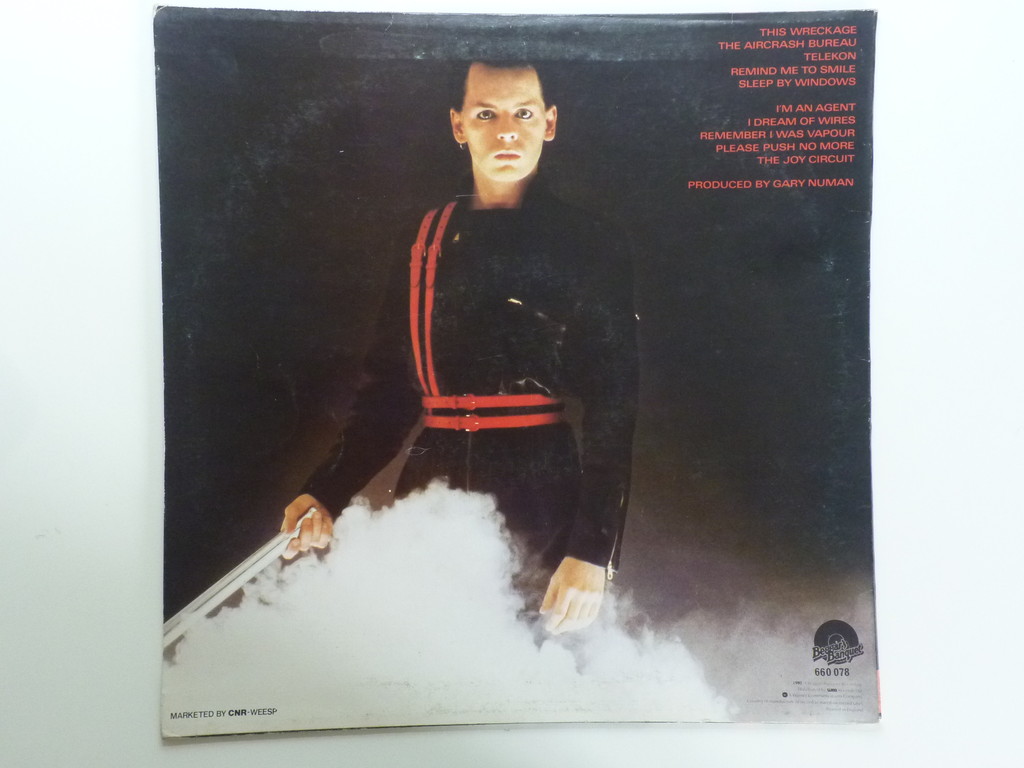 THIS WRECKAGE
THE AIRCRASH BUREAU
TELEKON
REMIND ME TO SMILE
SLEEP BY WINDOWS
I'M AN AGENT
I DREAM OF WIRES
REMEMBER I WAS VAPOUR
PLEASE PUSH NO MORE
THE JOY CIRCUIT
PRODUCED BY GARY NUMAN
Beggars
Banquet
660 078
MARKETED BY CNR-WEESP